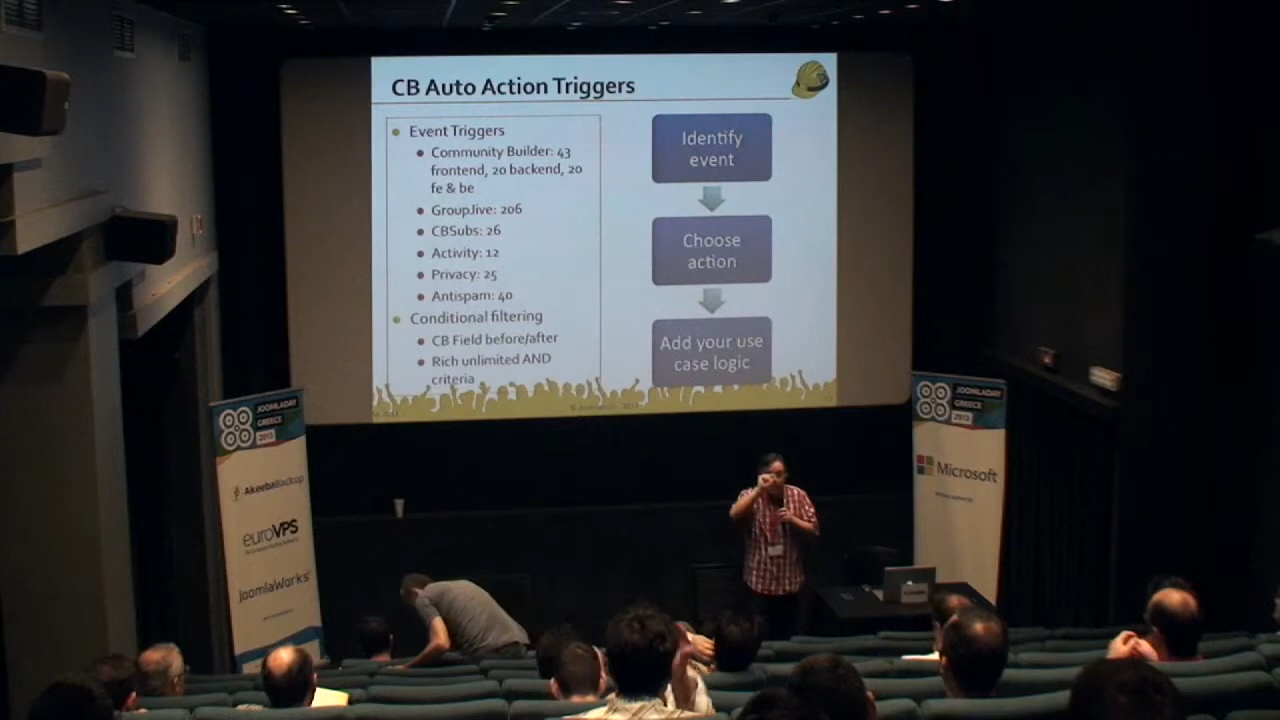 CB Auto Action Triggers
Event Triggers
Community Builder: 43
frontend, 20 backend, 20
fe & be
GroupJive: 206
CBSubs: 26
Activity: 12
Privacy: 25
Antispam: 40
Conditional filtering
CB Field before/after
Rich unlimited AND
criteria
Identify
event
Choose
action
Add your use
case logic
JOOMLADAY
GREECE
2013
AkeebaBackup
euroVPS
JoomlaWorks
JOOMLADAY
GREECE
2013
Microsoft